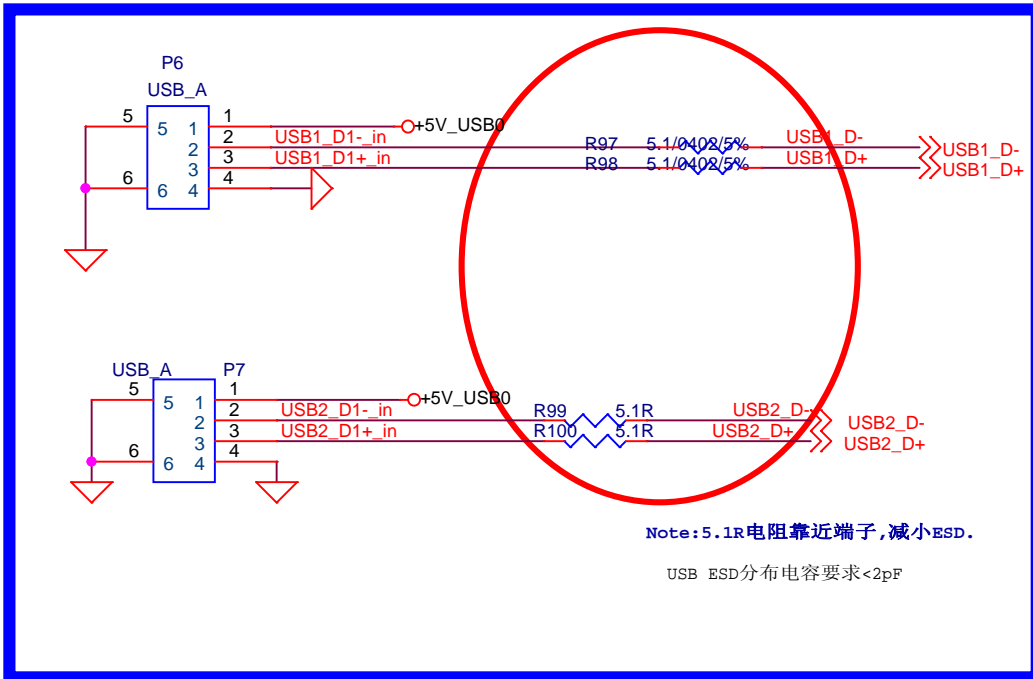 P6
USB_A
5 5 1 1 +5V_USB0
2 2 USB1_D1-_in R97 5.1/0402/5% USB1_D- USB1_D-
3 3 USB1_D1+_in R98 5.1/0402/5% USB1_D+ USB1_D+
6 6 4 4
USB_A P7
5 5 1 1 +5V_USB0
2 2 USB2_D1-_in R99 5.1R USB2_D- USB2_D-
3 3 USB2_D1+_in R100 5.1R USB2_D+ USB2_D+
6 6 4 4
Note:5.1R电阻靠近端子,减小ESD.
USB ESD分布电容要求<2pF